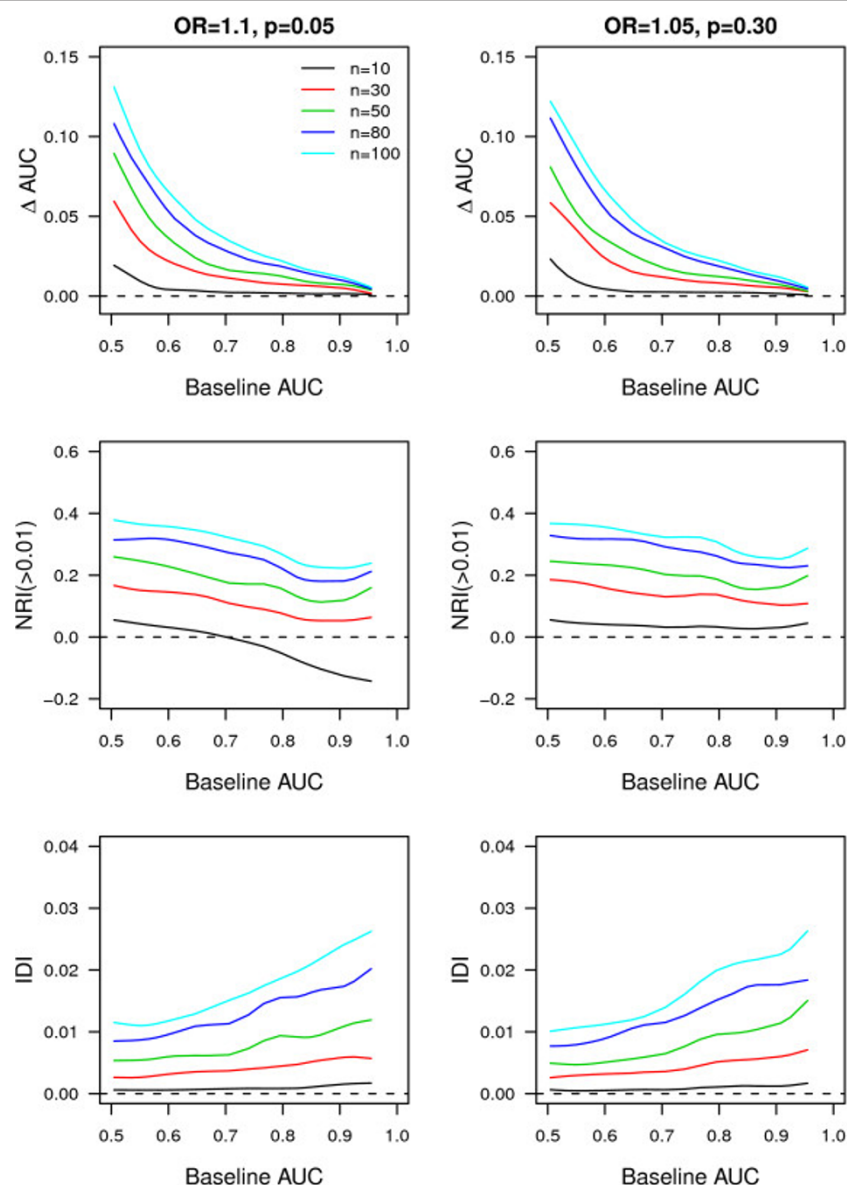 OR=1.1, p=0.05
OR=1.05, p=0.30
Δ AUC
0.15
0.10
0.05
0.00
n=10
n=30
n=50
n=80
n=100
0.5 0.6 0.7 0.8 0.9 1.0
Baseline AUC
Δ AUC
0.15
0.10
0.05
0.00
0.5 0.6 0.7 0.8 0.9 1.0
Baseline AUC
NRI(>0.01)
0.6
0.4
0.2
0.0
−0.2
0.5 0.6 0.7 0.8 0.9 1.0
Baseline AUC
NRI(>0.01)
0.6
0.4
0.2
0.0
−0.2
0.5 0.6 0.7 0.8 0.9 1.0
Baseline AUC
IDI
0.04
0.03
0.02
0.01
0.00
0.5 0.6 0.7 0.8 0.9 1.0
Baseline AUC
IDI
0.04
0.03
0.02
0.01
0.00
0.5 0.6 0.7 0.8 0.9 1.0
Baseline AUC